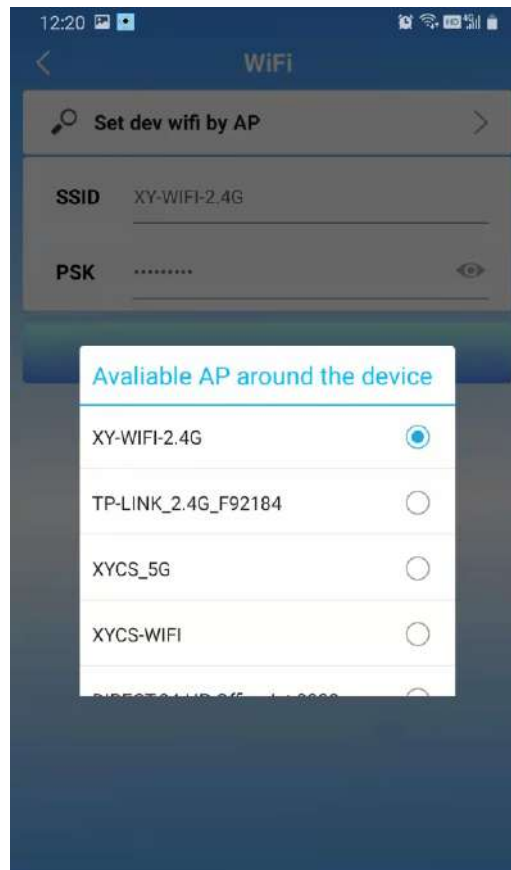 12:20
WiFi
Set dev wifi by AP
SSID XY-WIFI-2.4G
PSK ·········
Avaliable AP around the device
XY-WIFI-2.4G
TP-LINK_2.4G_F92184
XYCS_5G
XYCS-WIFI